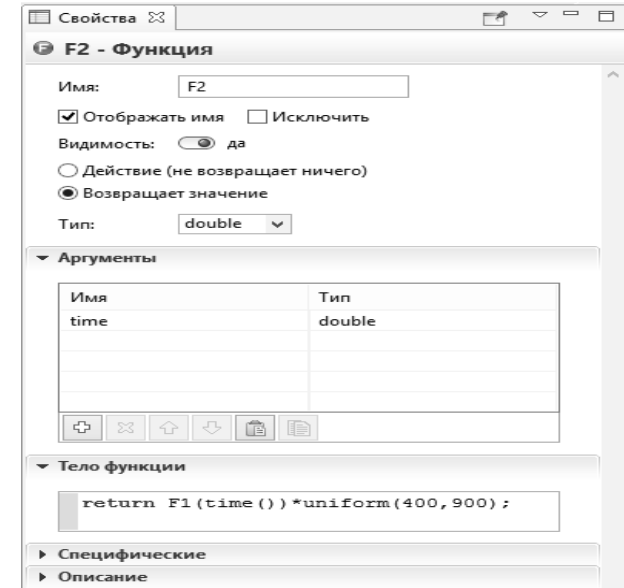 Свойства
F2 - Функция
Имя: F2
Отображать имя Исключить
Видимость: да
Действие (не возвращает ничего)
Возвращает значение
Тип: double
Аргументы
Имя Тип
time double
Тело функции
return F1(time())*uniform(400,900);
Специфические
Описание